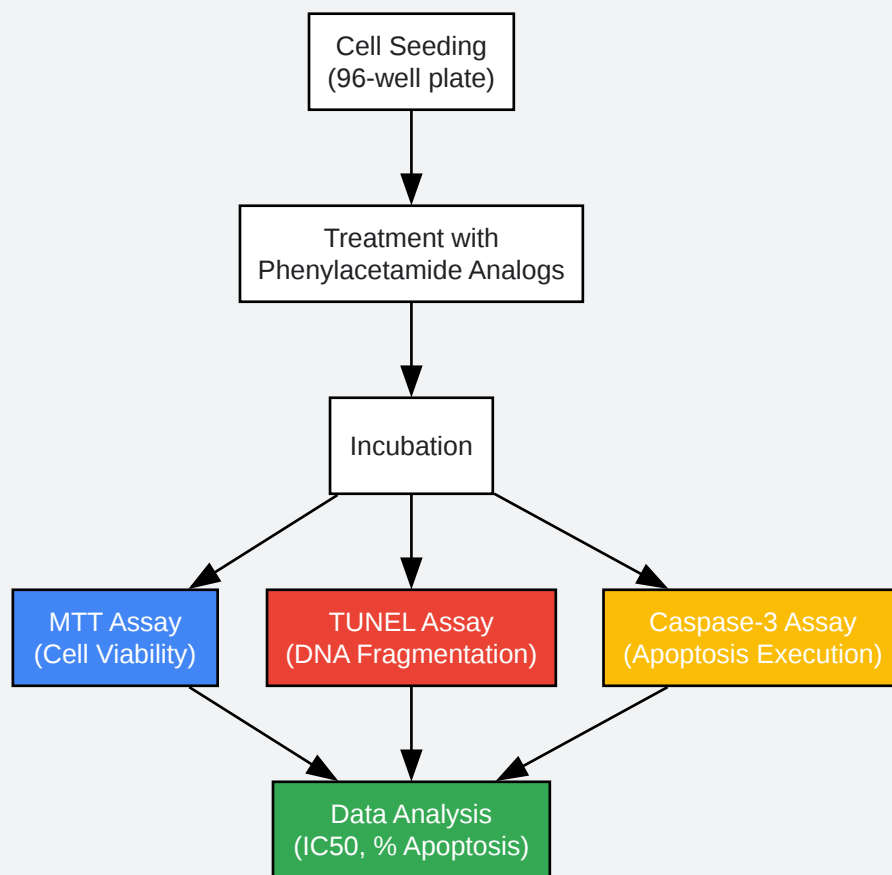 Cell Seeding
(96-well plate)
Treatment with
Phenylacetamide Analogs
Incubation
MTT Assay
(Cell Viability)
TUNEL Assay
(DNA Fragmentation)
Caspase-3 Assay
(Apoptosis Execution)
Data Analysis
(IC50, % Apoptosis)